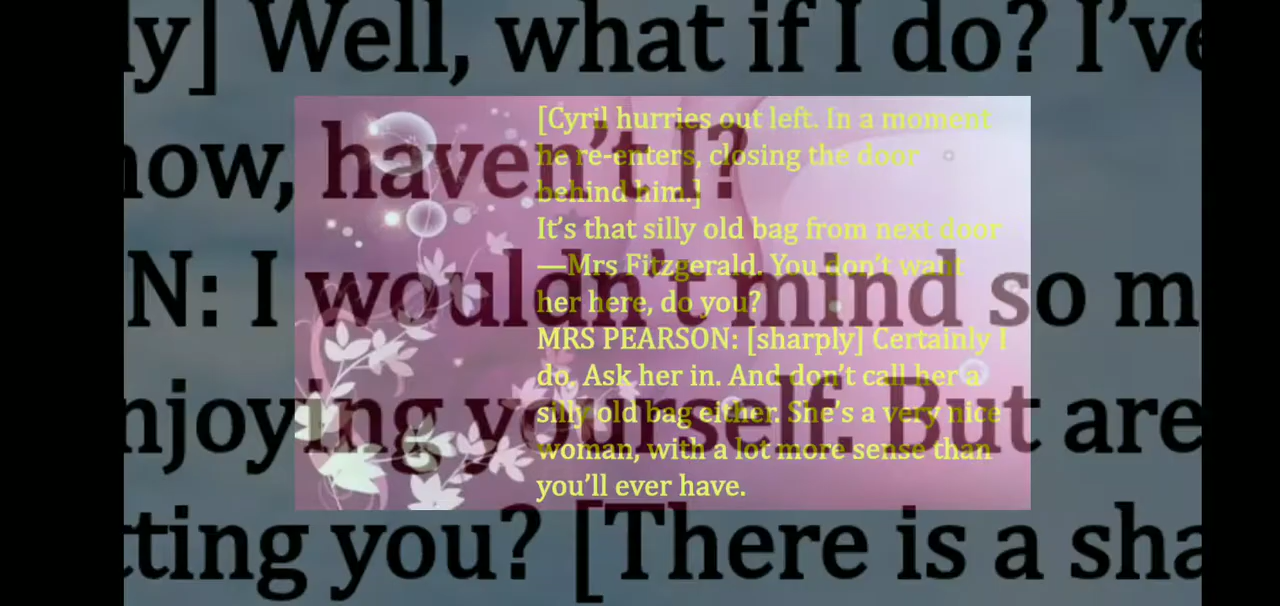 ly] Well, what if I do? I've
now, haven't I?
N: I wouldn't mind so m
njoying yourself. But are
tting you? [There is a sha
[Cyril hurries out left. In a moment
he re-enters, closing the door
behind him.]
It's that silly old bag from next door
—Mrs Fitzgerald. You don't want
her here, do you?
MRS PEARSON: [sharply] Certainly I
do. Ask her in. And don't call her a
silly old bag either. She's a very nice
woman, with a lot more sense than
you'll ever have.